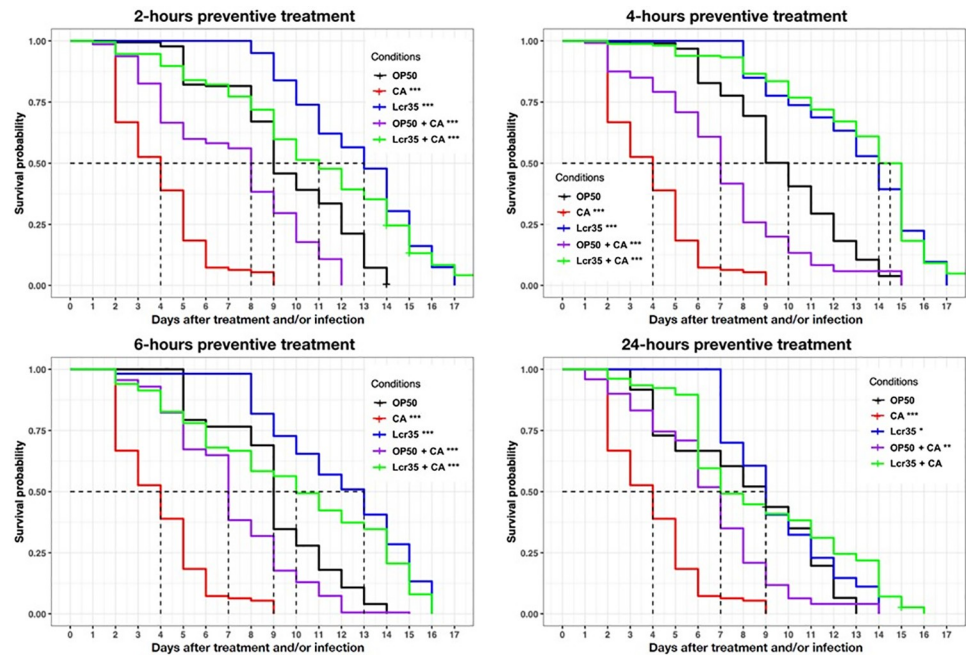 2-hours preventive treatment
1.00
0.75
0.50
0.25
0.00
Survival probability
Conditions
OP50
CA ***
Lcr35 ***
OP50 + CA ***
Lcr35 + CA ***
0 1 2 3 4 5 6 7 8 9 10 11 12 13 14 15 16 17
Days after treatment and/or infection
4-hours preventive treatment
1.00
0.75
0.50
0.25
0.00
Survival probability
Conditions
OP50
CA ***
Lcr35 ***
OP50 + CA ***
Lcr35 + CA ***
0 1 2 3 4 5 6 7 8 9 10 11 12 13 14 15 16 17
Days after treatment and/or infection
6-hours preventive treatment
1.00
0.75
0.50
0.25
0.00
Survival probability
Conditions
OP50
CA ***
Lcr35 ***
OP50 + CA ***
Lcr35 + CA ***
0 1 2 3 4 5 6 7 8 9 10 11 12 13 14 15 16 17
Days after treatment and/or infection
24-hours preventive treatment
1.00
0.75
0.50
0.25
0.00
Survival probability
Conditions
OP50
CA ***
Lcr35 *
OP50 + CA **
Lcr35 + CA
0 1 2 3 4 5 6 7 8 9 10 11 12 13 14 15 16 17
Days after treatment and/or infection